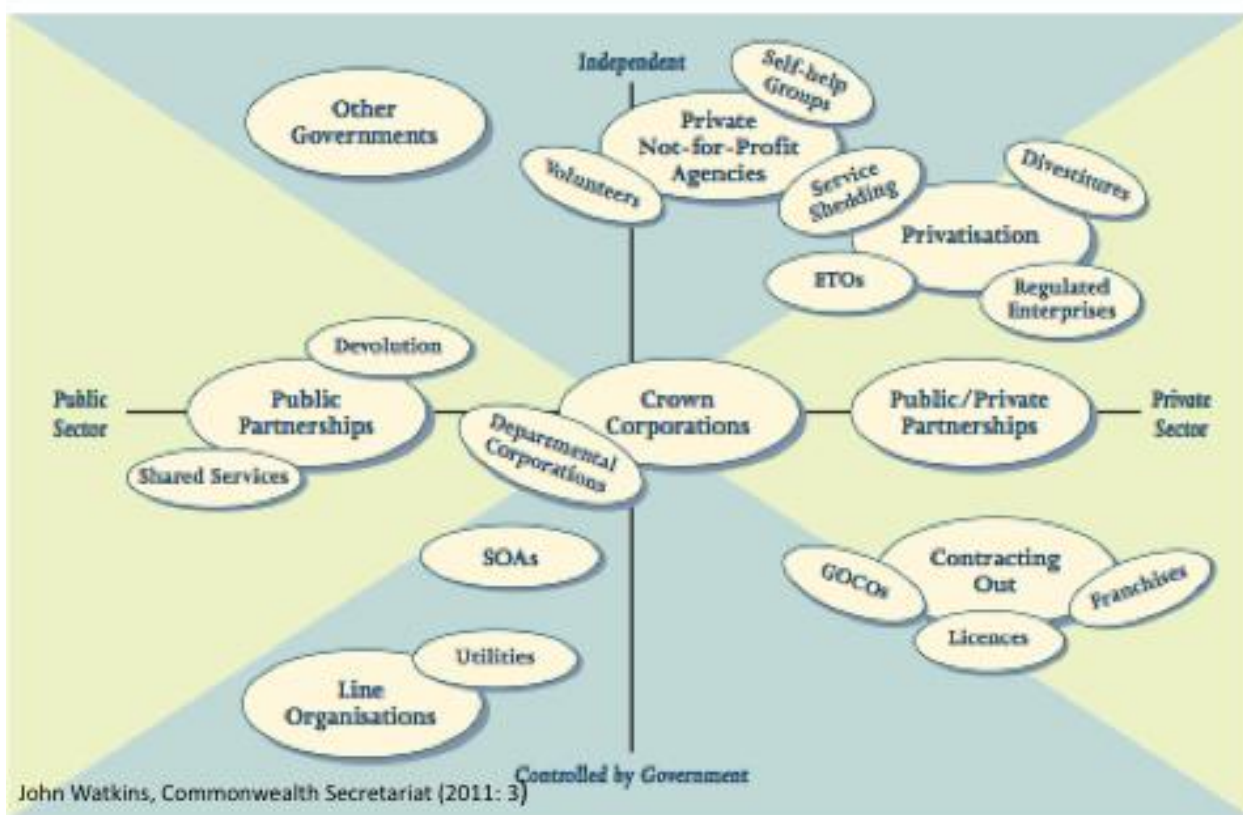 Independent
Self-help
Groups
Other
Governments
Private
Not-for-Profit
Agencies
Volunteers
Service
Shedding
Divestitures
Privatisation
ETOs
Regulated
Enterprises
Devolution
Public
Sector
Public
Partnerships
Crown
Corporations
Public/Private
Partnerships
Private
Sector
Deparmental
Corporations
Shared Services
SOAs
GOCOs
Contracting
Out
Franchises
Licences
Utilities
Line
Organisations
Controlled by Government
John Watkins, Commonwealth Secretariat (2011: 3)